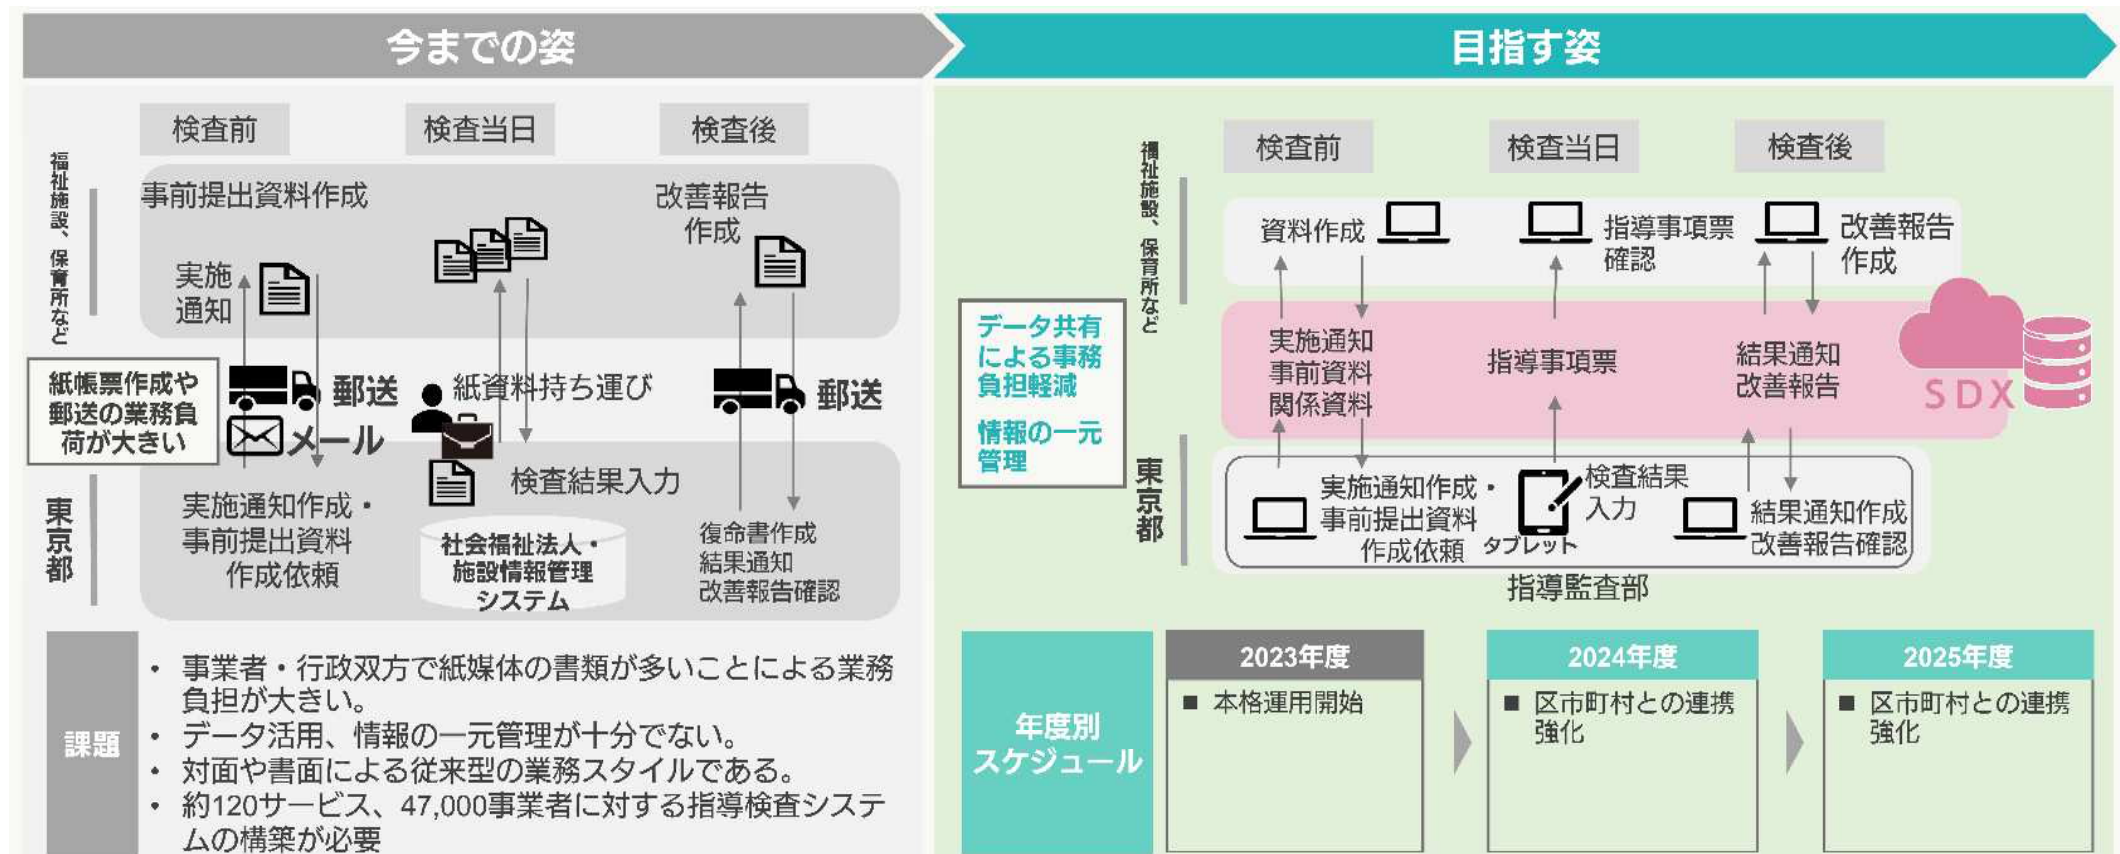 今までの姿
検査前
検査当日
検査後
福祉施設、保育所など
事前提出資料作成
改善報告
作成
実施
通知
紙帳票作成や
郵送の業務負
荷が大きい
郵送
メール
紙資料持ち運び
郵送
東京都
実施通知作成・
事前提出資料
作成依頼
検査結果入力
社会福祉法人・
施設情報管理
システム
復命書作成
結果通知
改善報告確認
課題
• 事業者・行政双方で紙媒体の書類が多いことによる業務
負担が大きい。
• データ活用、情報の一元管理が十分でない。
• 対面や書面による従来型の業務スタイルである。
• 約120サービス、47,000事業者に対する指導検査システ
ムの構築が必要
目指す姿
検査前
検査当日
検査後
福祉施設、保育所など
資料作成
指導事項票
確認
改善報告
作成
データ共有
による事務
負担軽減
情報の一元
管理
実施通知
事前資料
関係資料
指導事項票
結果通知
改善報告
SDX
東京都
実施通知作成・
事前提出資料
作成依頼
タブレット
検査結果
入力
結果通知作成
改善報告確認
指導監査部
年度別
スケジュール
2023年度
■ 本格運用開始
2024年度
■ 区市町村との連携
強化
2025年度
■ 区市町村との連携
強化